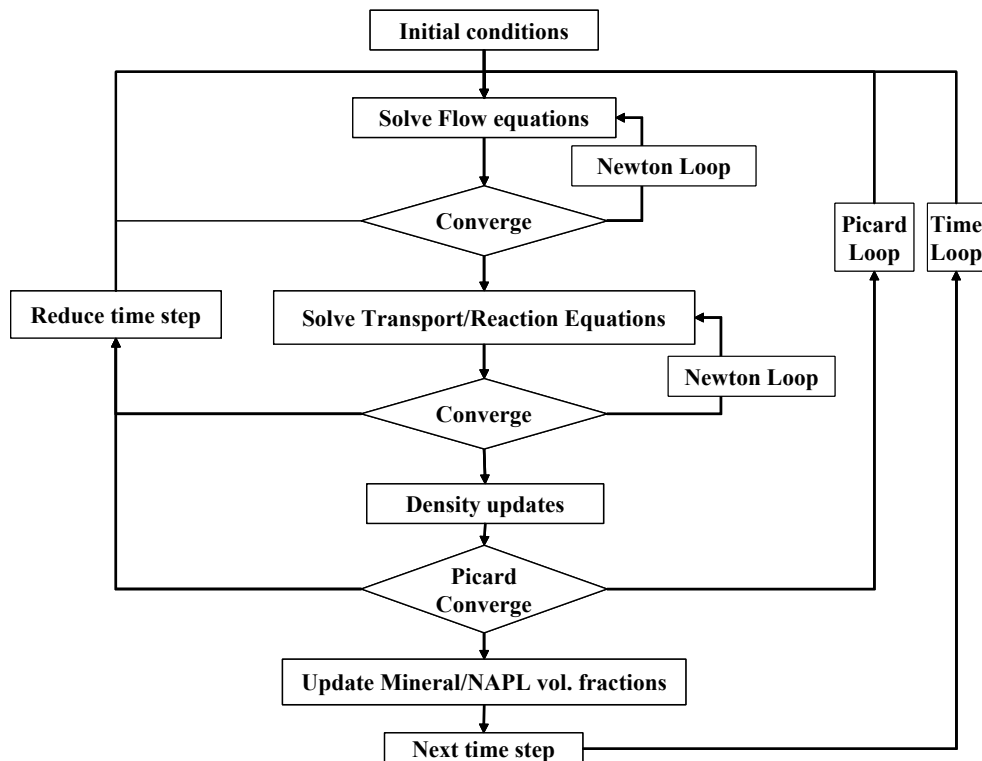 Initial conditions
Solve Flow equations
Newton Loop
Converge
Picard
Loop
Time
Loop
Reduce time step
Solve Transport/Reaction Equations
Newton Loop
Converge
Density updates
Picard
Converge
Update Mineral/NAPL vol. fractions
Next time step